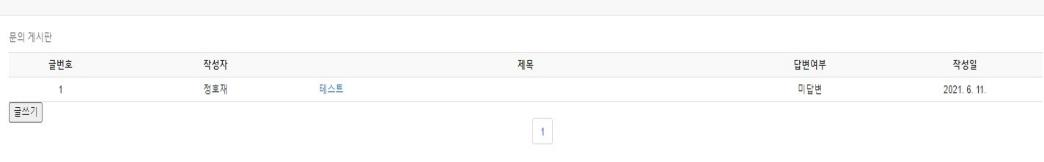 문의 게시판
글번호 작성자 제목 답변여부 작성일
1 정호재 테스트 미답변 2021. 6. 11.
글쓰기
1